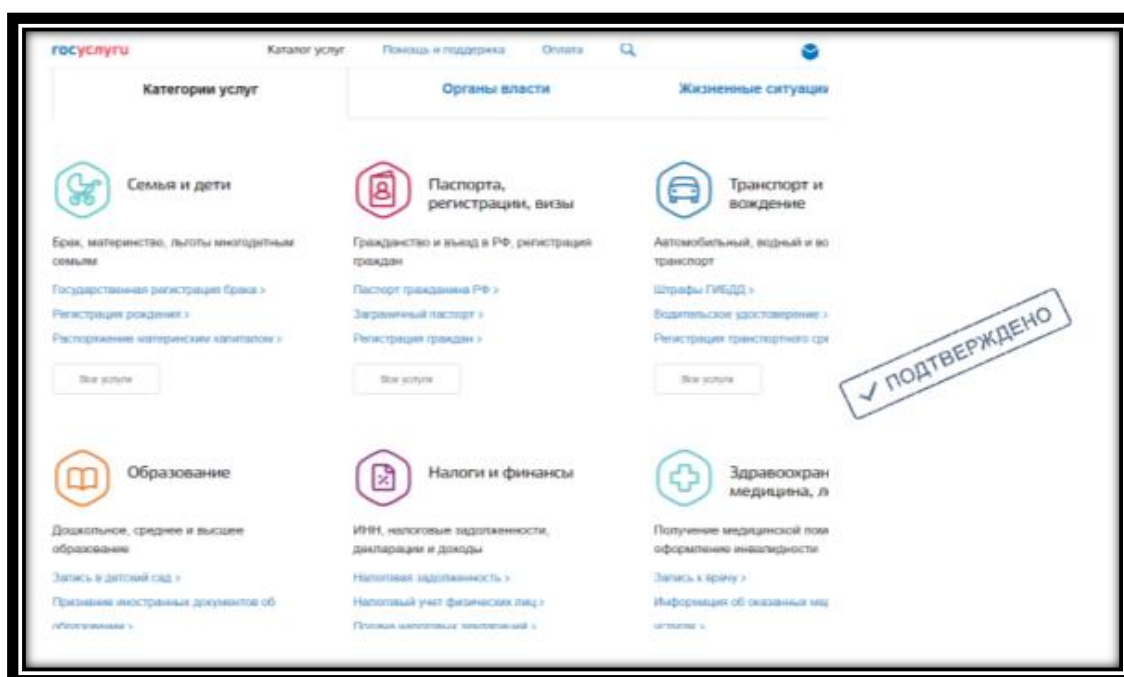 госуслуги Каталог услуг Помощь и поддержка Оплата
Категории услуг Органы власти Жизненные ситуации
Семья и дети
Брак, материнство, льготы многодетным
семьям
Государственная регистрация брака >
Регистрация рождения >
Распоряжение материнским капиталом >
Все услуги
Паспорта,
регистрации, визы
Гражданство и въезд в РФ, регистрация
граждан
Паспорт гражданина РФ >
Заграничный паспорт >
Регистрация граждан >
Все услуги
Транспорт и
вождение
Автомобильный, водный и во
транспорт
Штрафы ГИБДД >
Водительское удостоверение >
Регистрация транспортного сре
Все услуги
✓ ПОДТВЕРЖДЕНО
Образование
Дошкольное, среднее и высшее
образование
Запись в детский сад >
Признание иностранных документов об
образовании >
Налоги и финансы
ИНН, налоговые задолженности,
декларации и доходы
Налоговая задолженность >
Налоговый учет физических лиц >
Подача налоговых деклараций >
Здравоохран
медицина, л
Получение медицинской пом
оформление инвалидности
Запись к врачу >
Информация об оказанных мед
услугах >